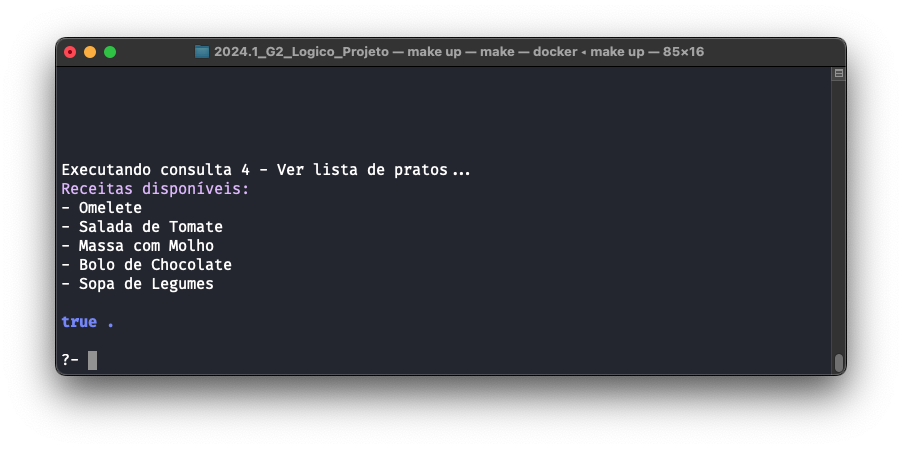 2024.1_G2_Logico_Projeto — make up — make — docker ◂ make up — 85×16
Executando consulta 4 - Ver lista de pratos...
Receitas disponíveis:
- Omelete
- Salada de Tomate
- Massa com Molho
- Bolo de Chocolate
- Sopa de Legumes
true .
?-